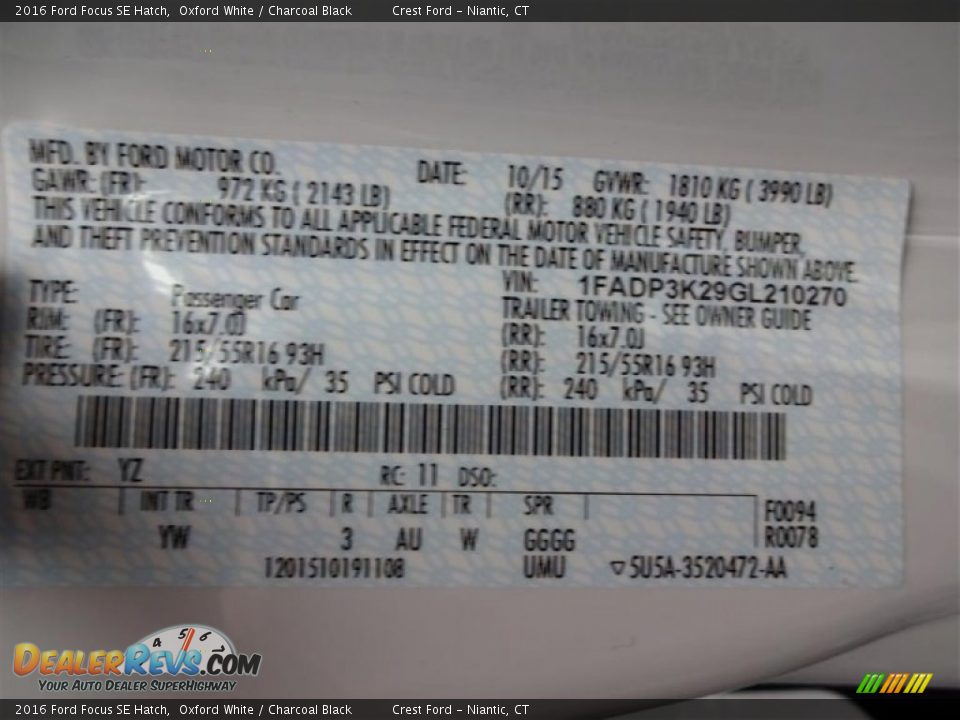 2016 Ford Focus SE Hatch, Oxford White / Charcoal Black Crest Ford - Niantic, CT
MFD. BY FORD MOTOR CO. DATE: 10/15 GVWR: 1810 KG ( 3990 LB)
GAWR: (FR): 972 KG ( 2143 LB) (RR): 880 KG ( 1940 LB)
THIS VEHICLE CONFORMS TO ALL APPLICABLE FEDERAL MOTOR VEHICLE SAFETY, BUMPER,
AND THEFT PREVENTION STANDARDS IN EFFECT ON THE DATE OF MANUFACTURE SHOWN ABOVE.
VIN: 1FADP3K29GL210270
TYPE: Passenger Car TRAILER TOWING - SEE OWNER GUIDE
RIM: (FR): 16x7.0J (RR): 16x7.0J
TIRE: (FR): 215/55R16 93H (RR): 215/55R16 93H
PRESSURE: (FR): 240 kPa/ 35 PSI COLD (RR): 240 kPa/ 35 PSI COLD
EXT PNT: YZ RC: 11 DSO:
WB INT TR TP/PS R AXLE TR SPR F0094
YW 3 AU W GGGG R0078
1201510191108 UMU ▽5U5A-3520472-AA
4 5 6
DEALERREVS.COM
YOUR AUTO DEALER SUPERHIGHWAY
2016 Ford Focus SE Hatch, Oxford White / Charcoal Black Crest Ford - Niantic, CT